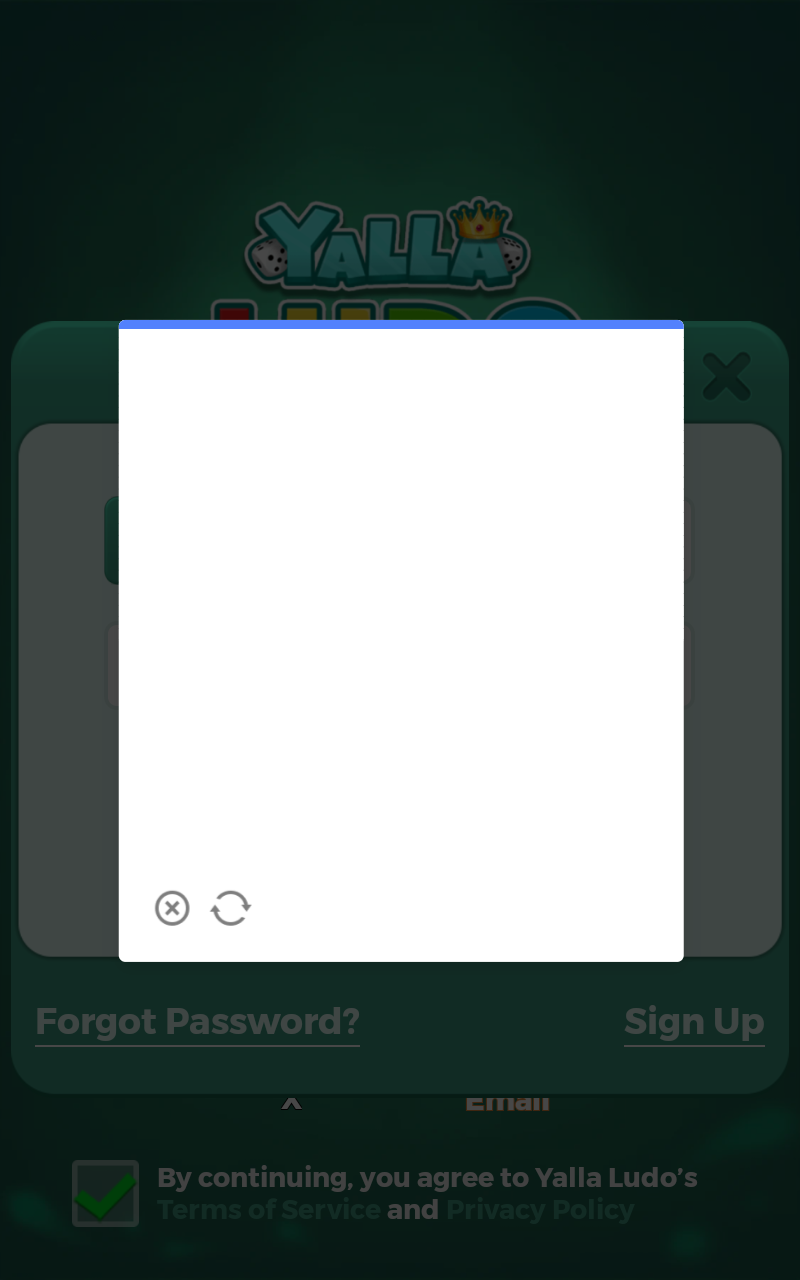 YALLA
LUDO
Forgot Password?
Sign Up
X
Email
By continuing, you agree to Yalla Ludo’s
Terms of Service and Privacy Policy